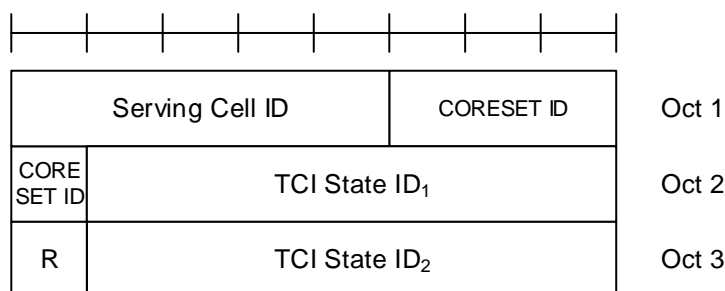 Serving Cell ID CORESET ID Oct 1
CORE
SET ID TCI State ID₁ Oct 2
R TCI State ID₂ Oct 3